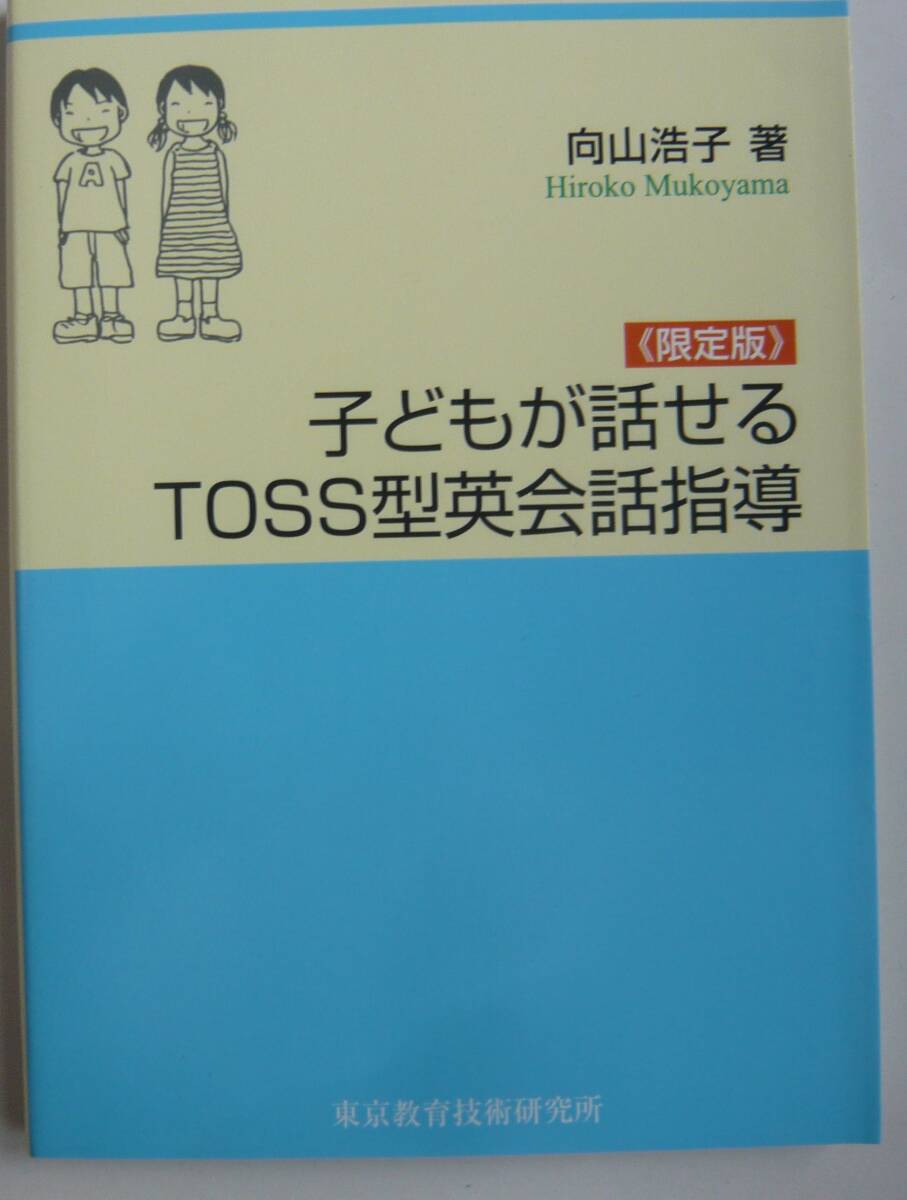 向山浩子 著
Hiroko Mukoyama
《限定版》
子どもが話せる
TOSS型英会話指導
A
東京教育技術研究所